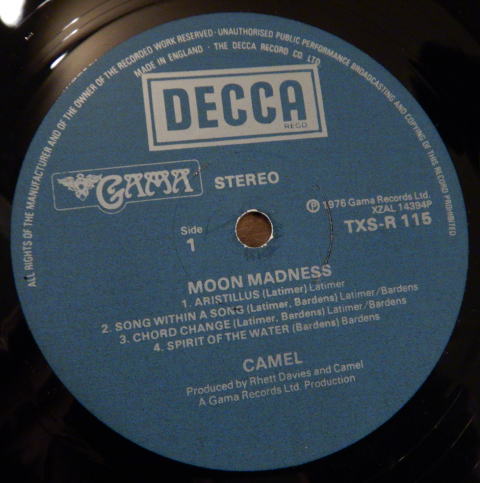 ALL RIGHTS OF THE MANUFACTURER AND OF THE OWNER OF THE RECORDED WORK RESERVED · UNAUTHORISED PUBLIC PERFORMANCE BROADCASTING AND COPYING OF THIS RECORD PROHIBITED
MADE IN ENGLAND · THE DECCA RECORD CO. LTD.
DECCA
REGD
GAMA
STEREO
Ⓟ 1976 Gama Records Ltd.
XZAL 14394P
TXS-R 115
Side
1
MOON MADNESS
1. ARISTILLUS (Latimer) Latimer
2. SONG WITHIN A SONG (Latimer, Bardens) Latimer/Bardens
3. CHORD CHANGE (Latimer, Bardens) Latimer/Bardens
4. SPIRIT OF THE WATER (Bardens) Bardens
CAMEL
Produced by Rhett Davies and Camel
A Gama Records Ltd. Production